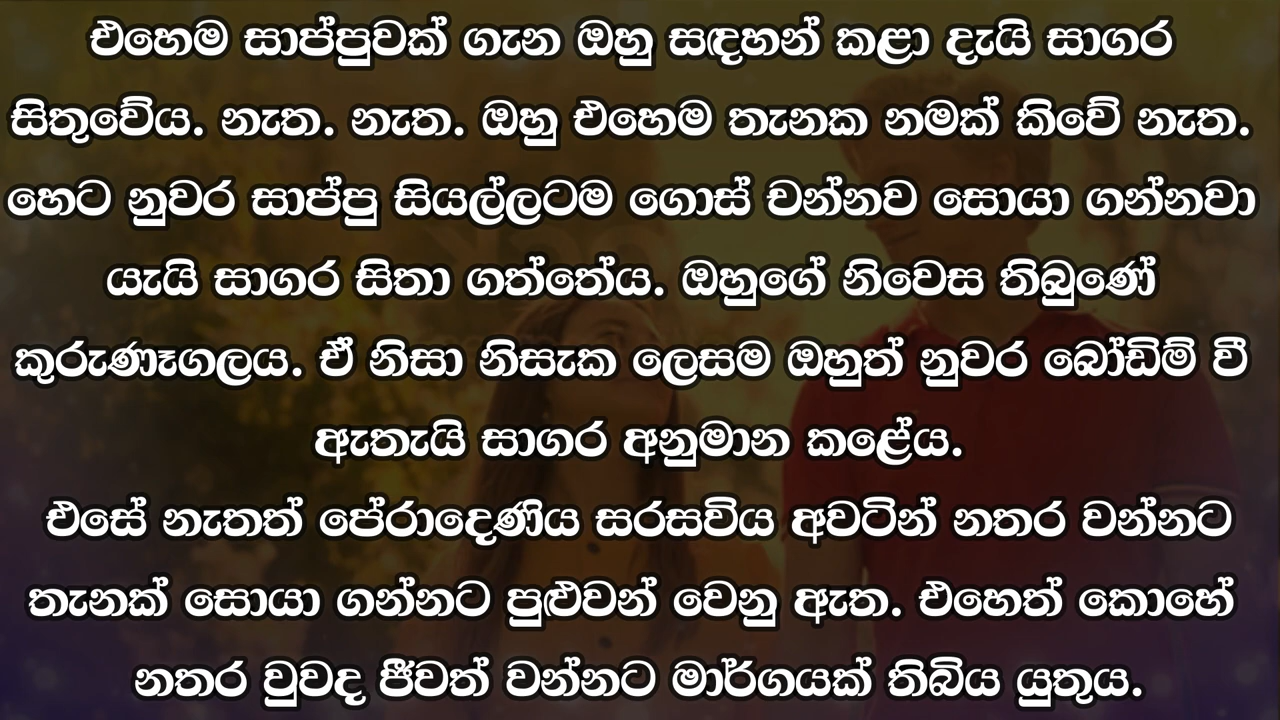 එහෙම සාප්පුවක් ගැන ඔහු සඳහන් කළා දැයි සාගර
සිතුවේය. නැත. නැත. ඔහු එහෙම තැනක නමක් කිවේ නැත.
හෙට නුවර සාප්පු සියල්ලටම ගොස් චන්නව සොයා ගන්නවා
යැයි සාගර සිතා ගත්තේය. ඔහුගේ නිවෙස තිබුණේ
කුරුණෑගලය. ඒ නිසා නිසැක ලෙසම ඔහුත් නුවර බෝඩිම් වී
ඇතැයි සාගර අනුමාන කළේය.
එසේ නැතත් පේරාදෙණිය සරසවිය අවටින් නතර වන්නට
තැනක් සොයා ගන්නට පුළුවන් වෙනු ඇත. එහෙත් කොහේ
නතර වුවද ජීවත් වන්නට මාර්ගයක් තිබිය යුතුය.